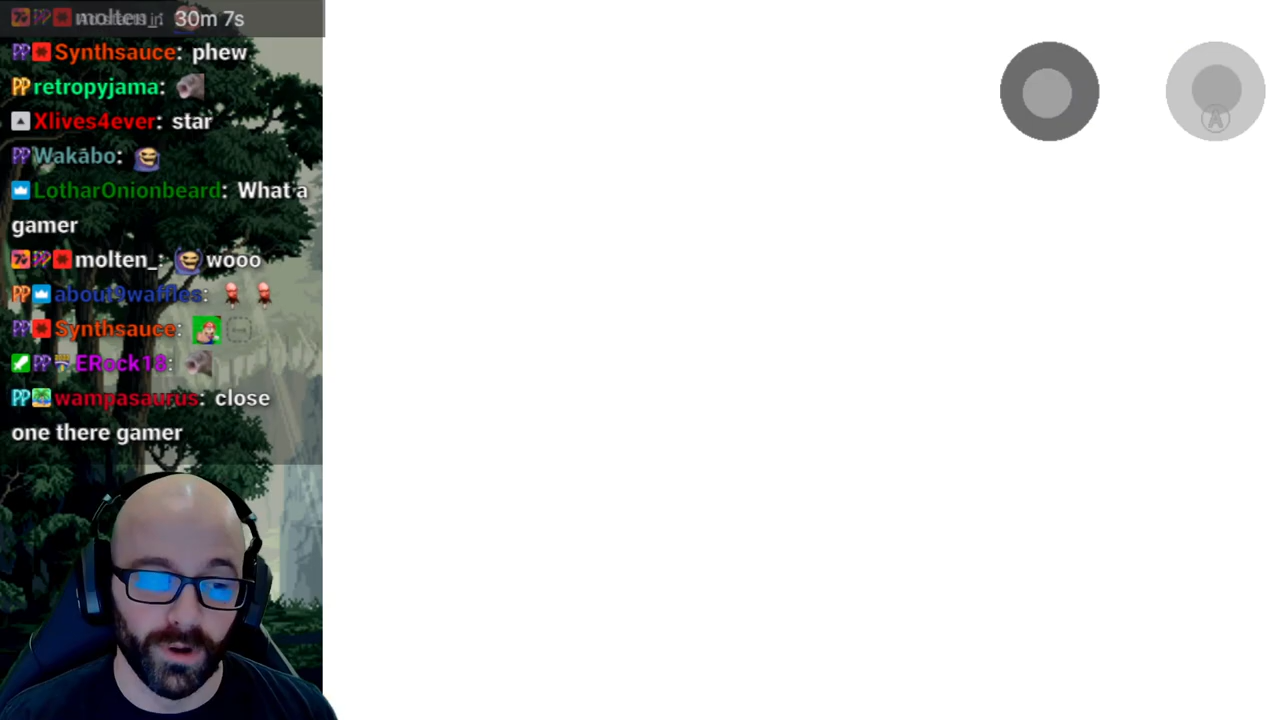 molten_: 30m 7s
Synthsauce: phew
retropyjama:
Xlives4ever: star
Wakābo:
LotharOnionbeard: What a
gamer
molten_: wooo
about9waffles:
Synthsauce:
ERock18:
wampasaurus: close
one there gamer
A